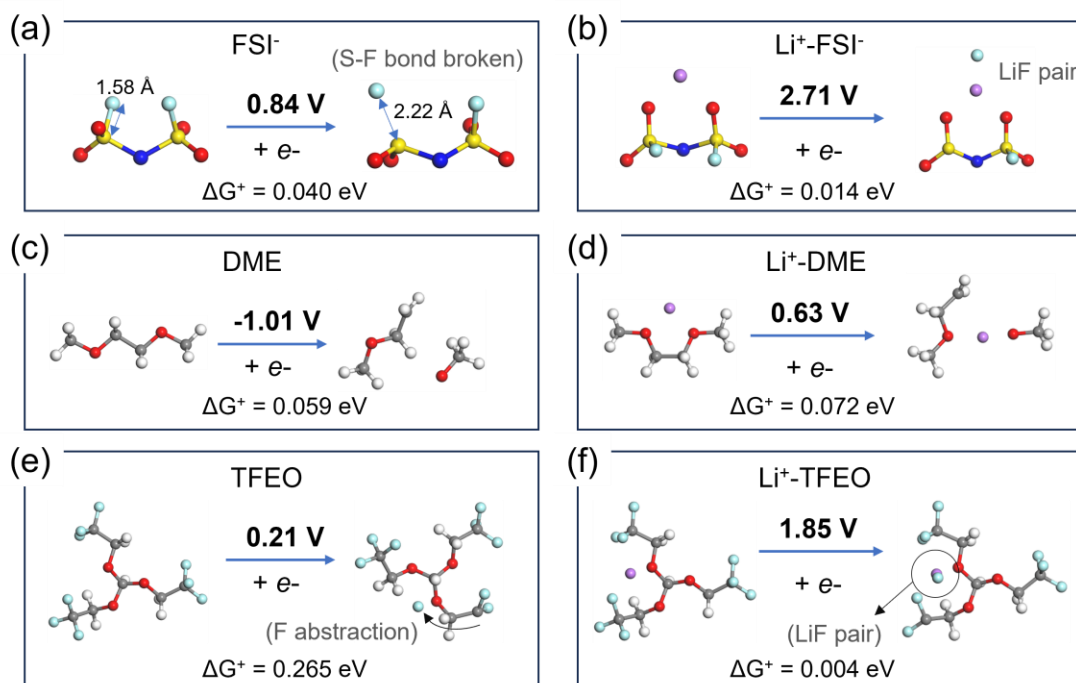 (a)
FSI⁻
(S-F bond broken)
1.58 Å
0.84 V
2.22 Å
+ e-
ΔG⁺ = 0.040 eV
(b)
Li⁺-FSI⁻
LiF pair
2.71 V
+ e-
ΔG⁺ = 0.014 eV
(c)
DME
-1.01 V
+ e-
ΔG⁺ = 0.059 eV
(d)
Li⁺-DME
0.63 V
+ e-
ΔG⁺ = 0.072 eV
(e)
TFEO
0.21 V
+ e-
(F abstraction)
ΔG⁺ = 0.265 eV
(f)
Li⁺-TFEO
1.85 V
+ e-
(LiF pair)
ΔG⁺ = 0.004 eV